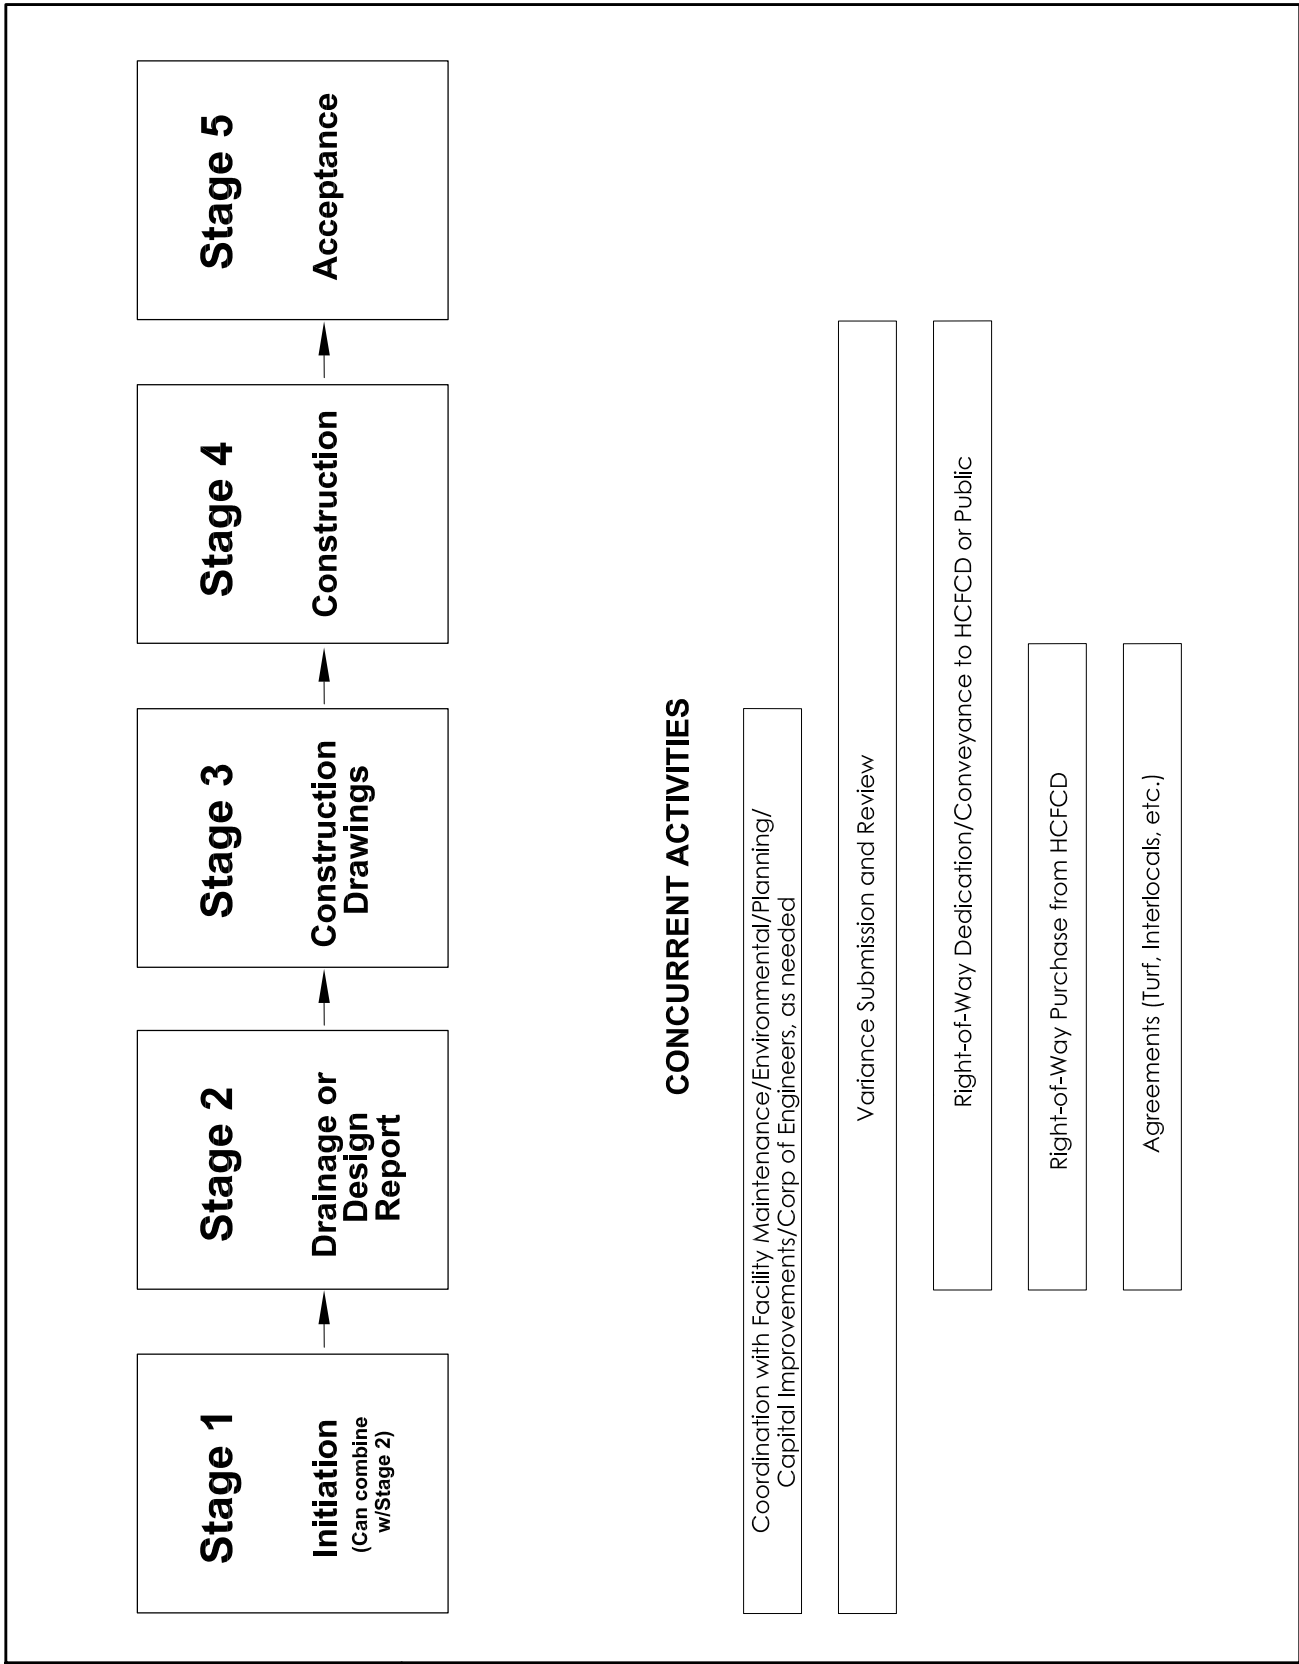 Stage 1
Initiation
(Can combine
w/Stage 2)
Stage 2
Drainage or
Design
Report
Stage 3
Construction
Drawings
Stage 4
Construction
Stage 5
Acceptance
CONCURRENT ACTIVITIES
Coordination with Facility Maintenance/Environmental/Planning/
Capital Improvements/Corp of Engineers, as needed
Variance Submission and Review
Right-of-Way Dedication/Conveyance to HCFCD or Public
Right-of-Way Purchase from HCFCD
Agreements (Turf, Interlocals, etc.)